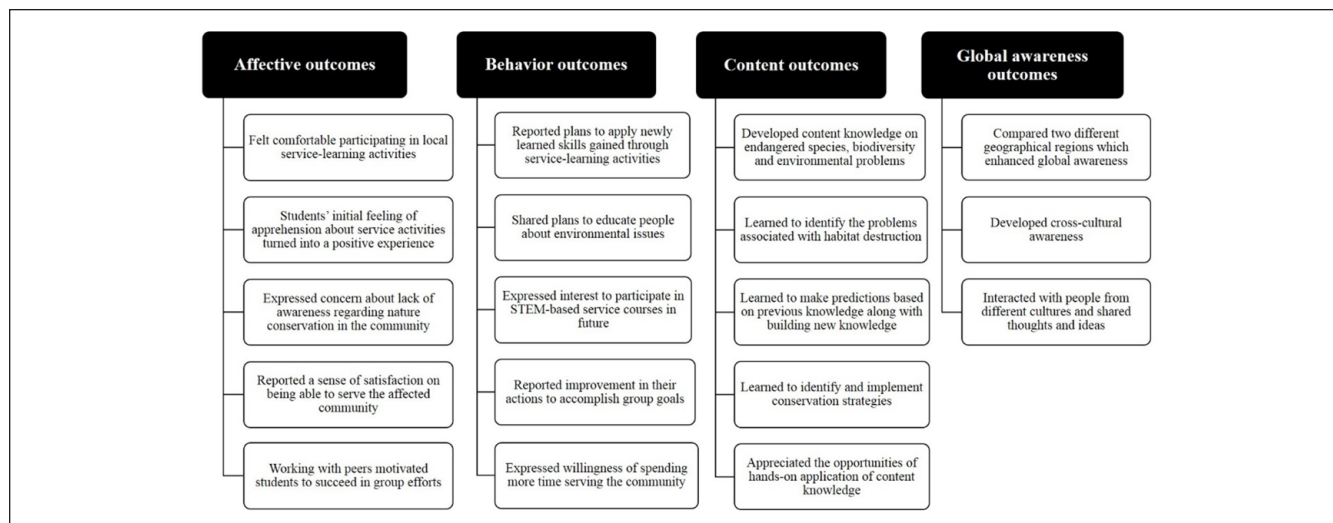 Affective outcomes
Felt comfortable participating in local
service-learning activities
Students' initial feeling of
apprehension about service activities
turned into a positive experience
Expressed concern about lack of
awareness regarding nature
conservation in the community
Reported a sense of satisfaction on
being able to serve the affected
community
Working with peers motivated
students to succeed in group efforts
Behavior outcomes
Reported plans to apply newly
learned skills gained through
service-learning activities
Shared plans to educate people
about environmental issues
Expressed interest to participate in
STEM-based service courses in
future
Reported improvement in their
actions to accomplish group goals
Expressed willingness of spending
more time serving the community
Content outcomes
Developed content knowledge on
endangered species, biodiversity
and environmental problems
Learned to identify the problems
associated with habitat destruction
Learned to make predictions based
on previous knowledge along with
building new knowledge
Learned to identify and implement
conservation strategies
Appreciated the opportunities of
hands-on application of content
knowledge
Global awareness
outcomes
Compared two different
geographical regions which
enhanced global awareness
Developed cross-cultural
awareness
Interacted with people from
different cultures and shared
thoughts and ideas